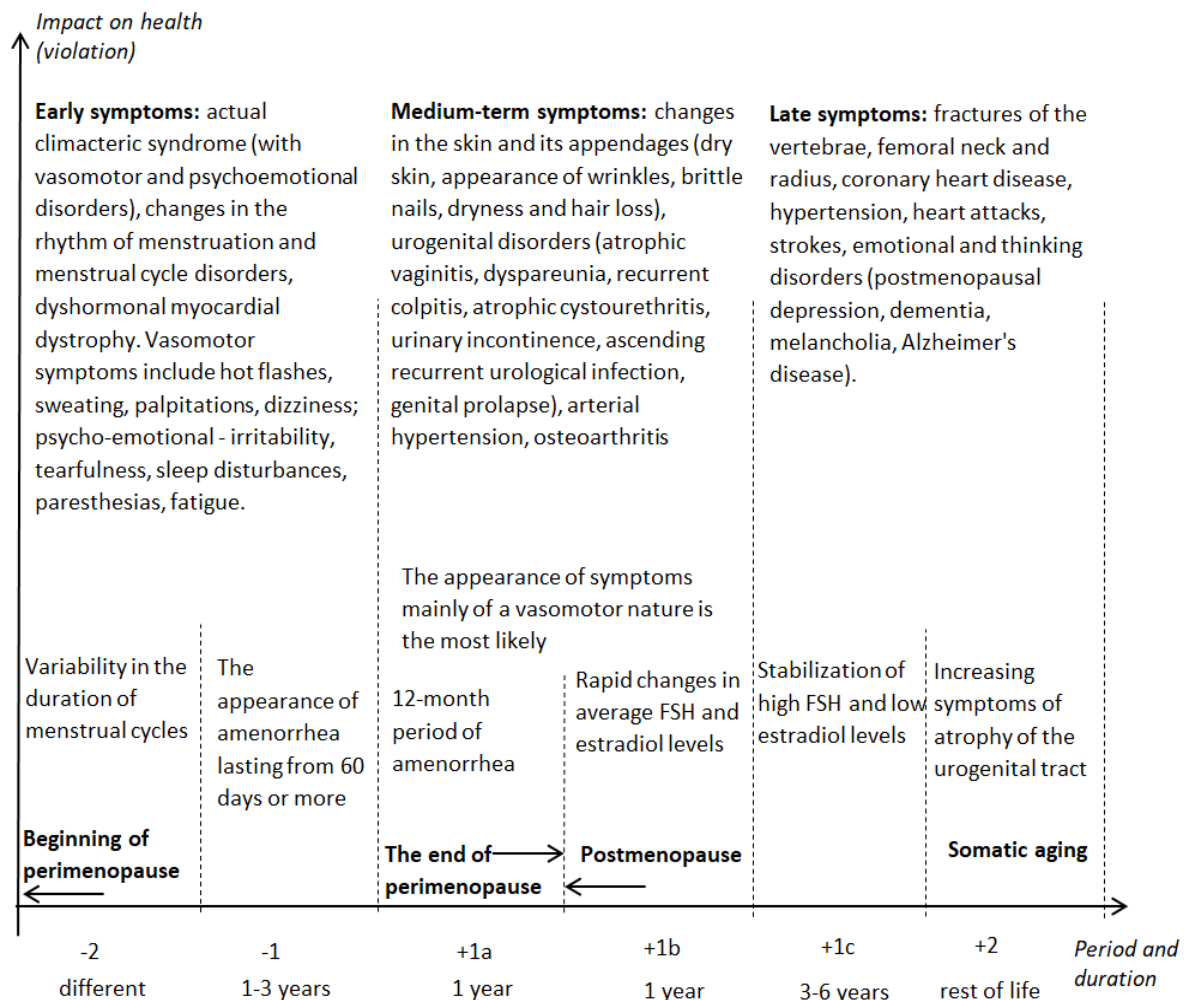 Impact on health
(violation)
Early symptoms: actual
climacteric syndrome (with
vasomotor and psychoemotional
disorders), changes in the
rhythm of menstruation and
menstrual cycle disorders,
dyshormonal myocardial
dystrophy. Vasomotor
symptoms include hot flashes,
sweating, palpitations, dizziness;
psycho-emotional - irritability,
tearfulness, sleep disturbances,
paresthesias, fatigue.
Medium-term symptoms: changes
in the skin and its appendages (dry
skin, appearance of wrinkles, brittle
nails, dryness and hair loss),
urogenital disorders (atrophic
vaginitis, dyspareunia, recurrent
colpitis, atrophic cystourethritis,
urinary incontinence, ascending
recurrent urological infection,
genital prolapse), arterial
hypertension, osteoarthritis
Late symptoms: fractures of the
vertebrae, femoral neck and
radius, coronary heart disease,
hypertension, heart attacks,
strokes, emotional and thinking
disorders (postmenopausal
depression, dementia,
melancholia, Alzheimer's
disease).
The appearance of symptoms
mainly of a vasomotor nature is
the most likely
Variability in the
duration of
menstrual cycles
The
appearance of
amenorrhea
lasting from 60
days or more
12-month
period of
amenorrhea
Rapid changes in
average FSH and
estradiol levels
Stabilization of
high FSH and low
estradiol levels
Increasing
symptoms of
atrophy of the
urogenital tract
Beginning of
perimenopause
The end of
perimenopause
Postmenopause
Somatic aging
-2
different
-1
1-3 years
+1a
1 year
+1b
1 year
+1c
3-6 years
+2
rest of life
Period and
duration